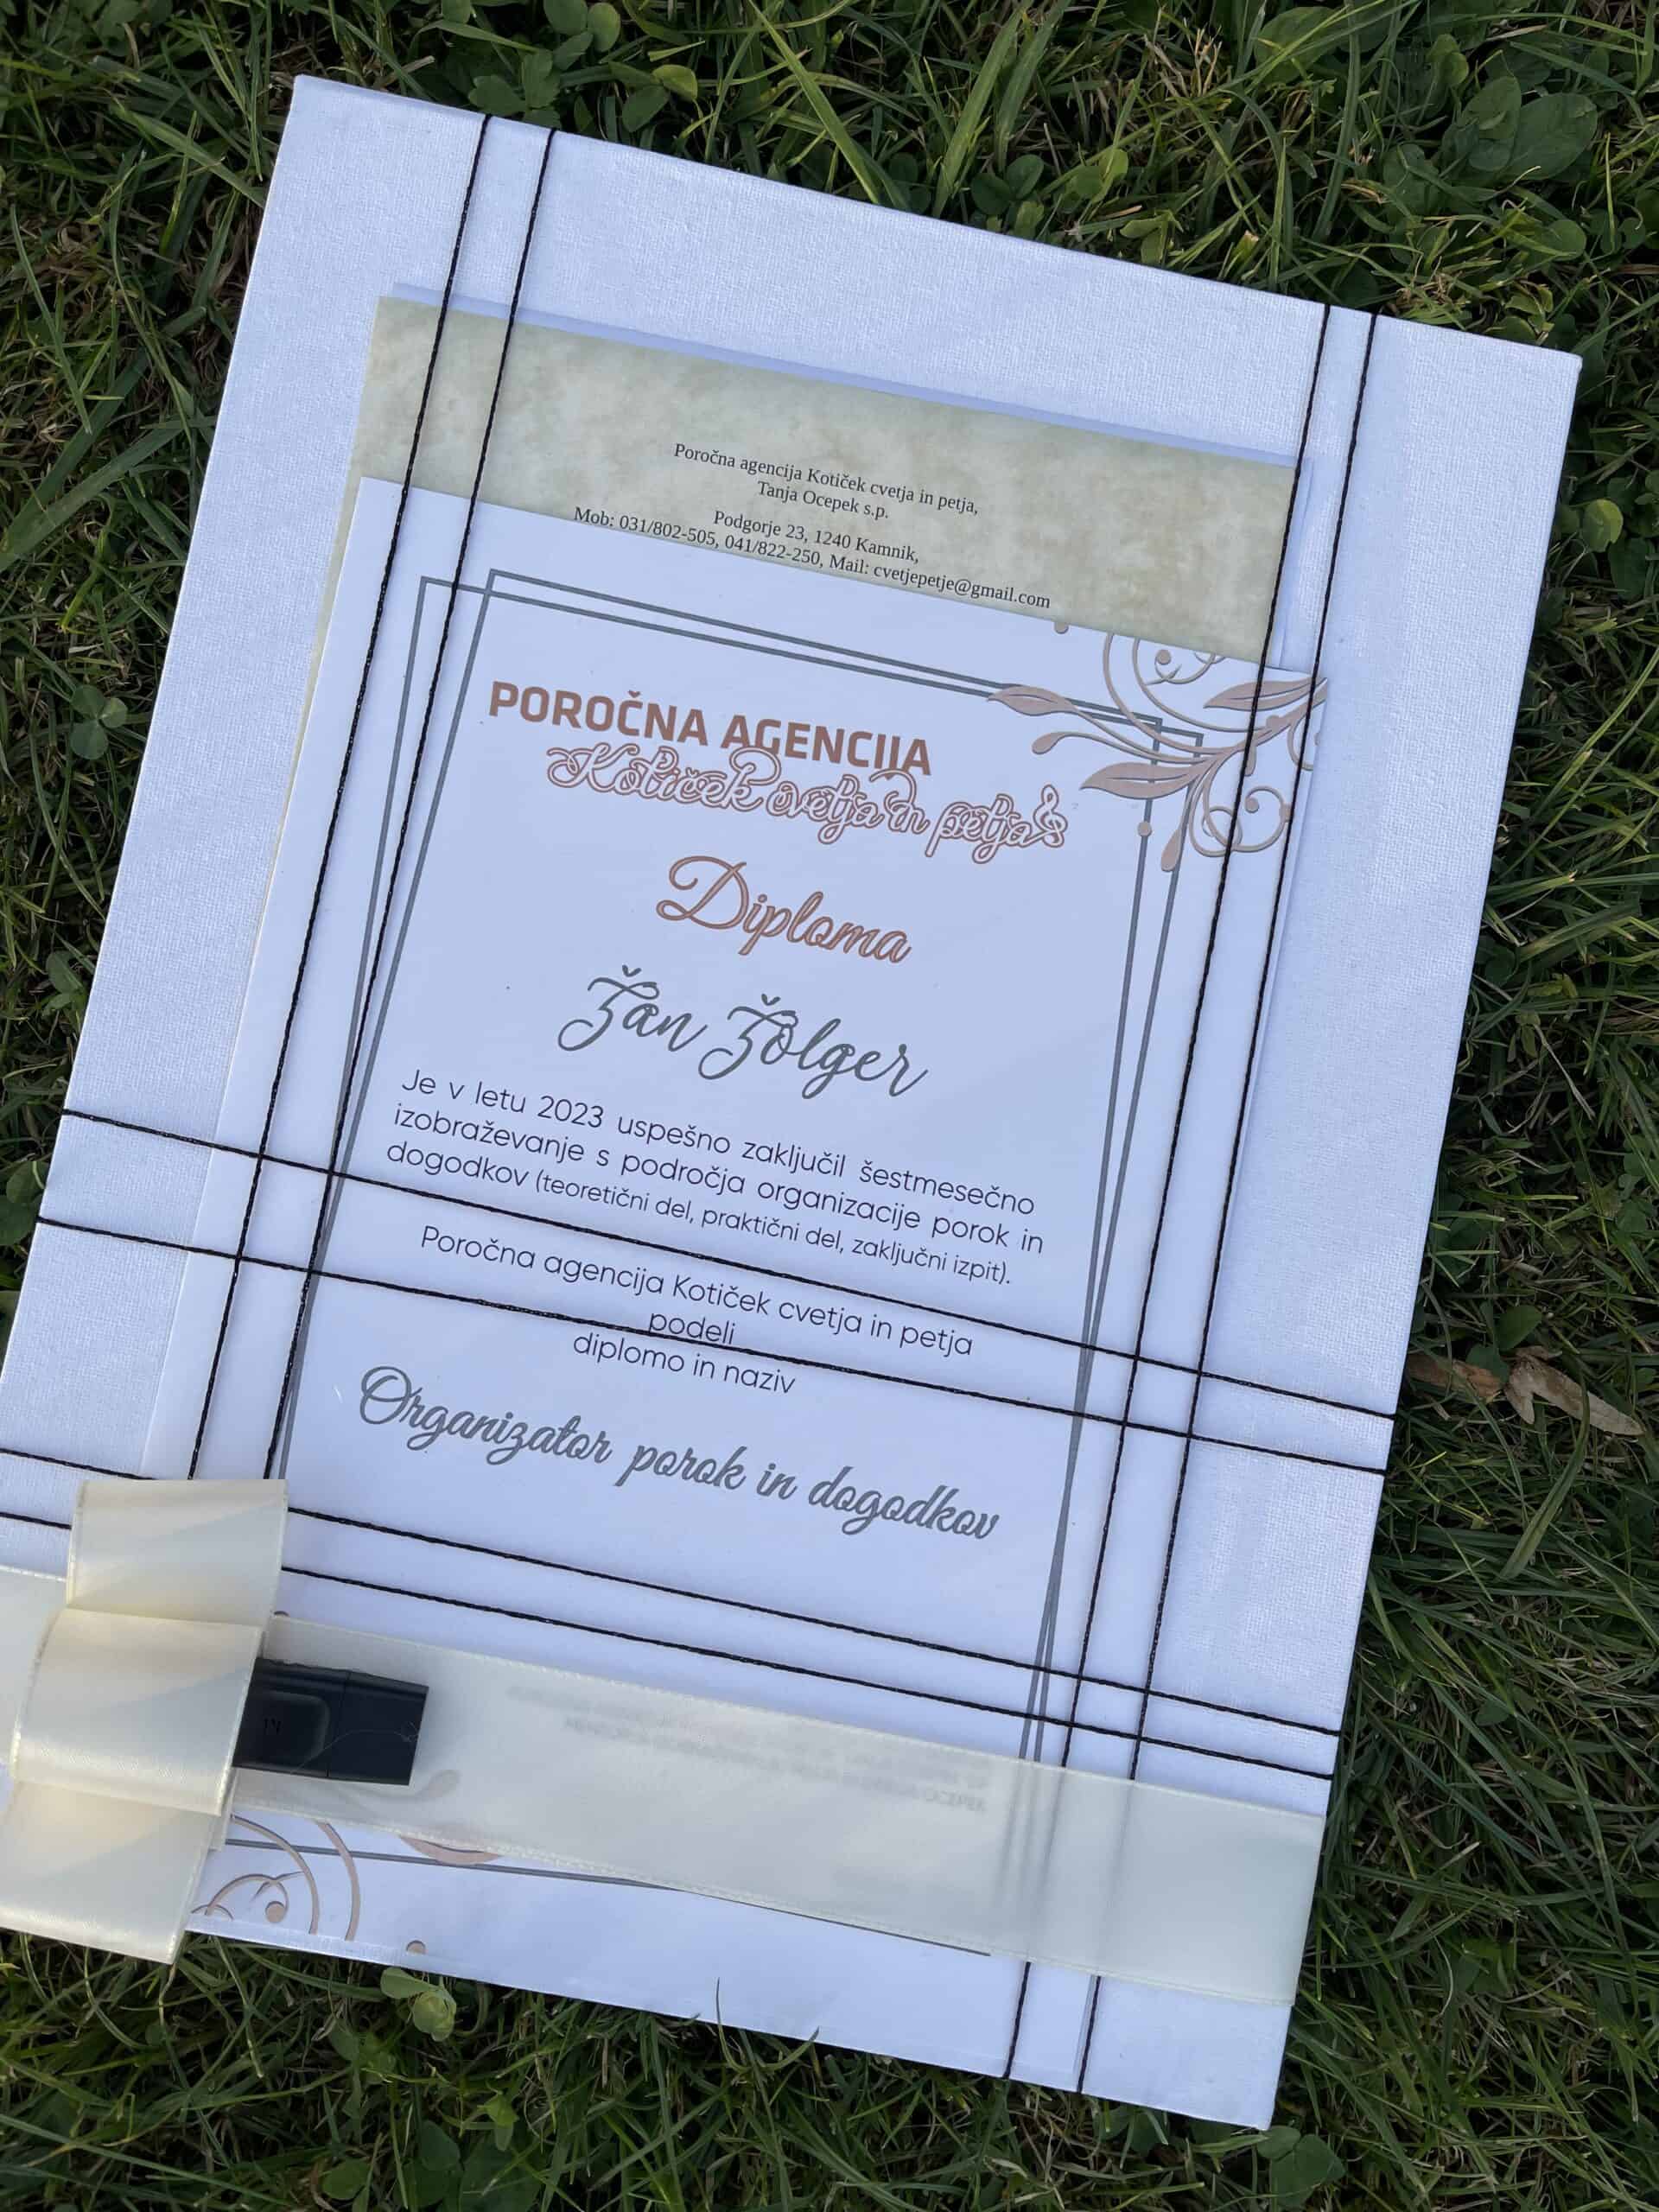 Poročna agencija Kotiček cvetja in petja,
Tanja Ocepek s.p.
Podgorje 23, 1240 Kamnik,
Mob: 031/802-505, 041/822-250, Mail: cvetjepetje@gmail.com
POROČNA AGENCIJA
Kotiček cvetja in petja
Diploma
Žan Žolger
Je v letu 2023 uspešno zaključil šestmesečno
izobraževanje s področja organizacije porok in
dogodkov (teoretični del, praktični del, zaključni izpit).
Poročna agencija Kotiček cvetja in petja
podeli
diplomo in naziv
Organizator porok in dogodkov
OCEPEK